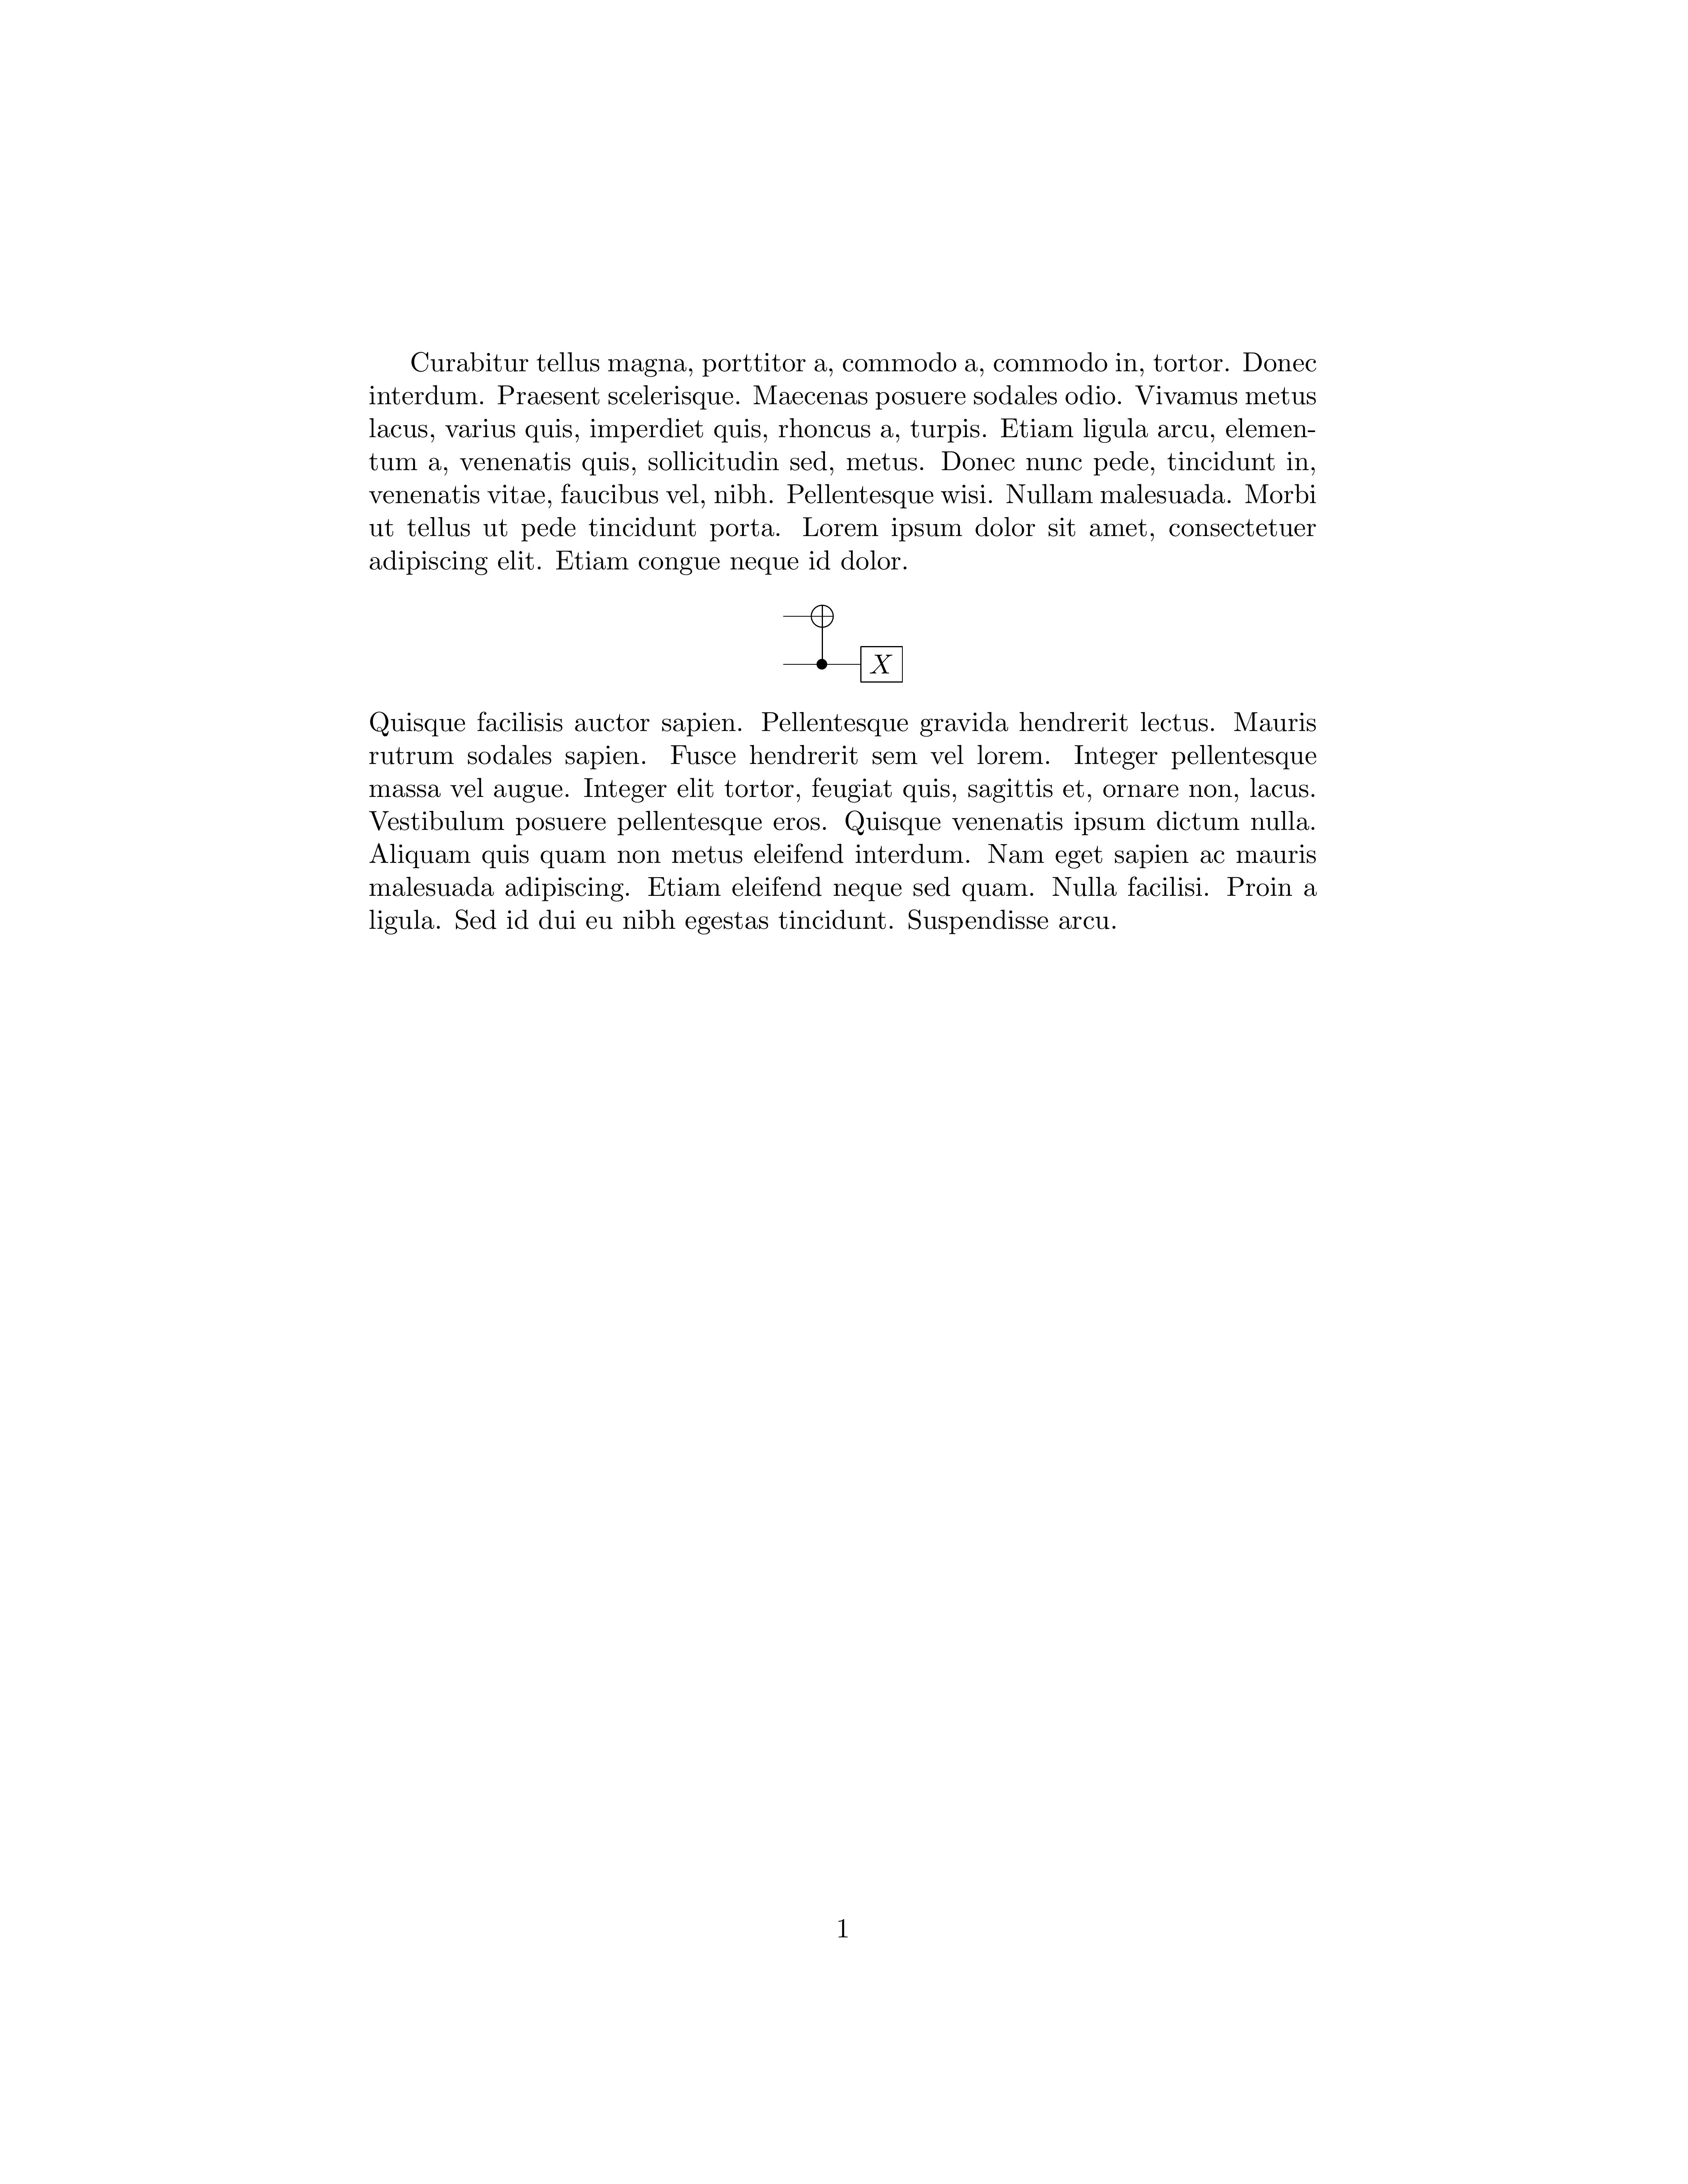 Curabitur tellus magna, porttitor a, commodo a, commodo in, tortor. Donec
interdum. Praesent scelerisque. Maecenas posuere sodales odio. Vivamus metus
lacus, varius quis, imperdiet quis, rhoncus a, turpis. Etiam ligula arcu, elemen-
tum a, venenatis quis, sollicitudin sed, metus. Donec nunc pede, tincidunt in,
venenatis vitae, faucibus vel, nibh. Pellentesque wisi. Nullam malesuada. Morbi
ut tellus ut pede tincidunt porta. Lorem ipsum dolor sit amet, consectetuer
adipiscing elit. Etiam congue neque id dolor.
X
Quisque facilisis auctor sapien. Pellentesque gravida hendrerit lectus. Mauris
rutrum sodales sapien. Fusce hendrerit sem vel lorem. Integer pellentesque
massa vel augue. Integer elit tortor, feugiat quis, sagittis et, ornare non, lacus.
Vestibulum posuere pellentesque eros. Quisque venenatis ipsum dictum nulla.
Aliquam quis quam non metus eleifend interdum. Nam eget sapien ac mauris
malesuada adipiscing. Etiam eleifend neque sed quam. Nulla facilisi. Proin a
ligula. Sed id dui eu nibh egestas tincidunt. Suspendisse arcu.
1